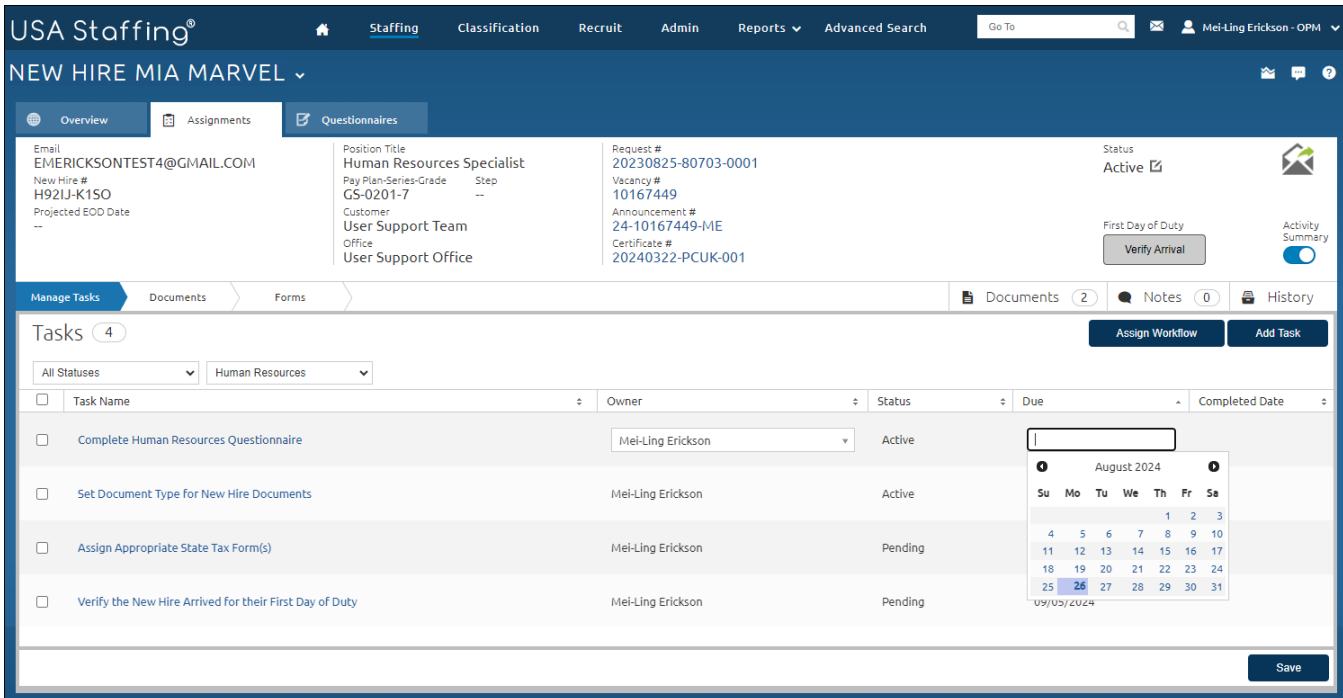 USA Staffing®
Staffing Classification Recruit Admin Reports Advanced Search Go To Mei-Ling Erickson - OPM
NEW HIRE MIA MARVEL
Overview Assignments Questionnaires
Email
EMERICKSONTEST4@GMAIL.COM
New Hire #
H92IJ-K1SO
Projected EOD Date
--
Position Title
Human Resources Specialist
Pay Plan-Series-Grade Step
GS-0201-7 --
Customer
User Support Team
Office
User Support Office
Request #
20230825-80703-0001
Vacancy #
10167449
Announcement #
24-10167449-ME
Certificate #
20240322-PCUK-001
Status
Active
First Day of Duty
Verify Arrival
Activity
Summary
Manage Tasks Documents Forms Documents 2 Notes 0 History
Tasks 4 Assign Workflow Add Task
All Statuses Human Resources
Task Name Owner Status Due Completed Date
Complete Human Resources Questionnaire Mei-Ling Erickson Active
Set Document Type for New Hire Documents Mei-Ling Erickson Active
Assign Appropriate State Tax Form(s) Mei-Ling Erickson Pending
Verify the New Hire Arrived for their First Day of Duty Mei-Ling Erickson Pending 09/05/2024
August 2024
Su Mo Tu We Th Fr Sa
1 2 3
4 5 6 7 8 9 10
11 12 13 14 15 16 17
18 19 20 21 22 23 24
25 26 27 28 29 30 31
Save